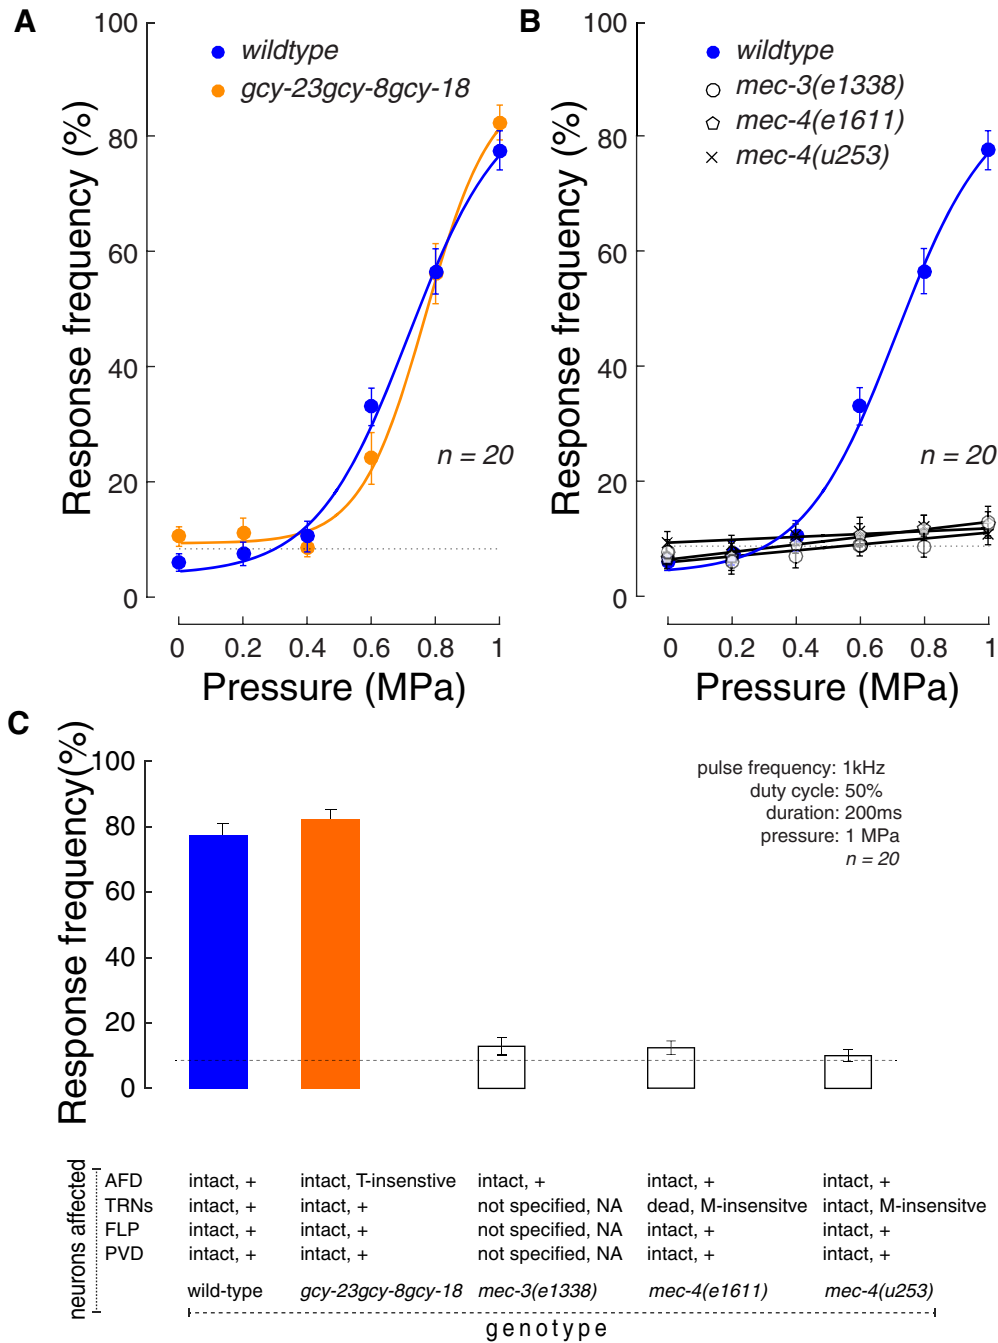 A
100
80
60
40
20
0
Response frequency (%)
wildtype
gcy-23gcy-8gcy-18
n = 20
0 0.2 0.4 0.6 0.8 1
Pressure (MPa)
B
100
80
60
40
20
0
Response frequency (%)
wildtype
mec-3(e1338)
mec-4(e1611)
mec-4(u253)
n = 20
0 0.2 0.4 0.6 0.8 1
Pressure (MPa)
C
100
80
60
40
20
0
Response frequency(%)
pulse frequency: 1kHz
duty cycle: 50%
duration: 200ms
pressure: 1 MPa
n = 20
neurons affected
AFD intact, + intact, T-insenstive intact, + intact, + intact, +
TRNs intact, + intact, + not specified, NA dead, M-insensitve intact, M-insensitve
FLP intact, + intact, + not specified, NA intact, + intact, +
PVD intact, + intact, + not specified, NA intact, + intact, +
wild-type gcy-23gcy-8gcy-18 mec-3(e1338) mec-4(e1611) mec-4(u253)
genotype